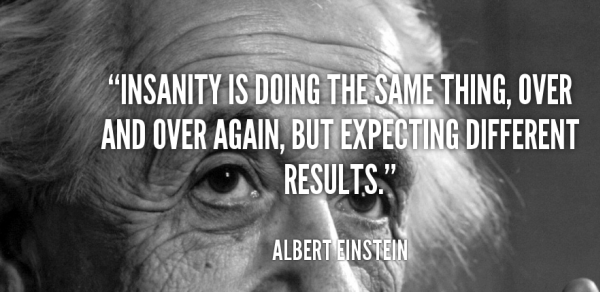 “INSANITY IS DOING THE SAME THING, OVER
AND OVER AGAIN, BUT EXPECTING DIFFERENT
RESULTS.”
ALBERT EINSTEIN